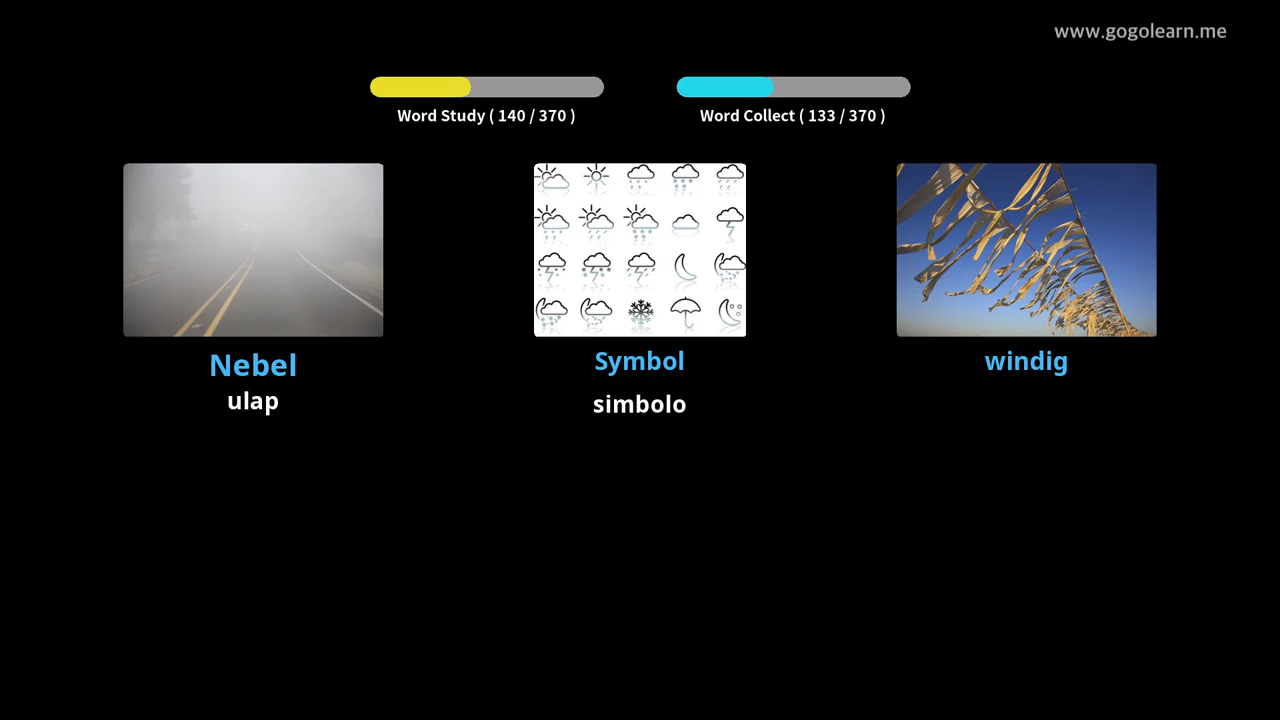 www.gogolearn.me
Word Study ( 140 / 370 )
Word Collect ( 133 / 370 )
Nebel
ulap
Symbol
simbolo
windig